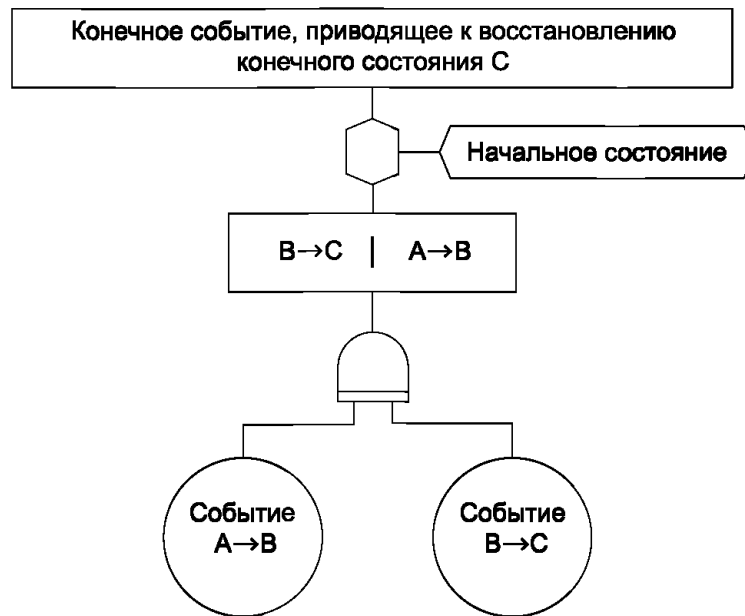 Конечное событие, приводящее к восстановлению
конечного состояния С
Начальное состояние
В→С | А→В
Событие
А→В
Событие
В→С